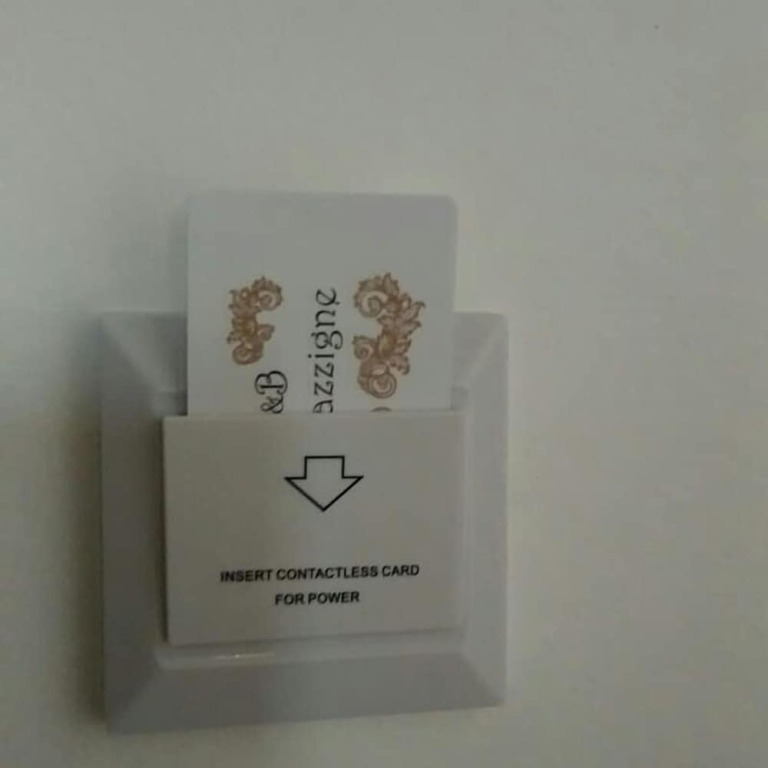 &B
azzigne
INSERT CONTACTLESS CARD
FOR POWER